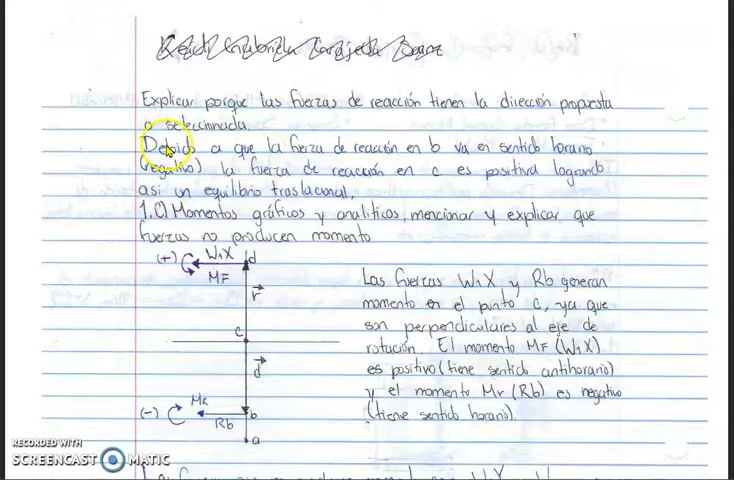 Explicar porque las fuerzas de reacción tienen la dirección propuesta
o seleccionada.
Debido a que la fuerza de reacción en b va en sentido horario
(negativo) la fuerza de reacción en c es positiva logrando
así un equilibrio traslacional,
1.C) Momentos gráficos y analíticos, mencionar y explicar que
fuerzas no producen momento
(+) W1X d
MF
r
c
d
(-) Mr b
Rb
a
Las fuerzas W1X y Rb generan
momento en el punto c, ya que
son perpendiculares al eje de
rotación. El momento MF (W1X)
es positivo (tiene sentido antihorario)
y el momento Mr (Rb) es negativo
(tiene sentido horario).
RECORDED WITH
SCREENCAST MATIC